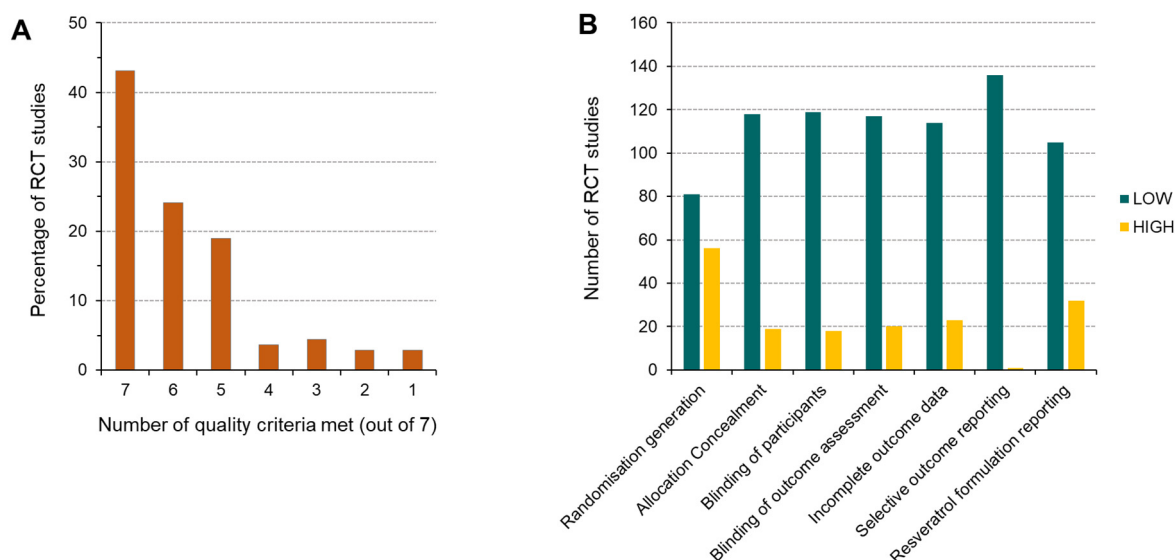 A
Percentage of RCT studies
50
40
30
20
10
0
7 6 5 4 3 2 1
Number of quality criteria met (out of 7)
B
Number of RCT studies
160
140
120
100
80
60
40
20
0
Randomisation generation
Allocation Concealment
Blinding of participants
Blinding of outcome assessment
Incomplete outcome data
Selective outcome reporting
Resveratrol formulation reporting
LOW
HIGH